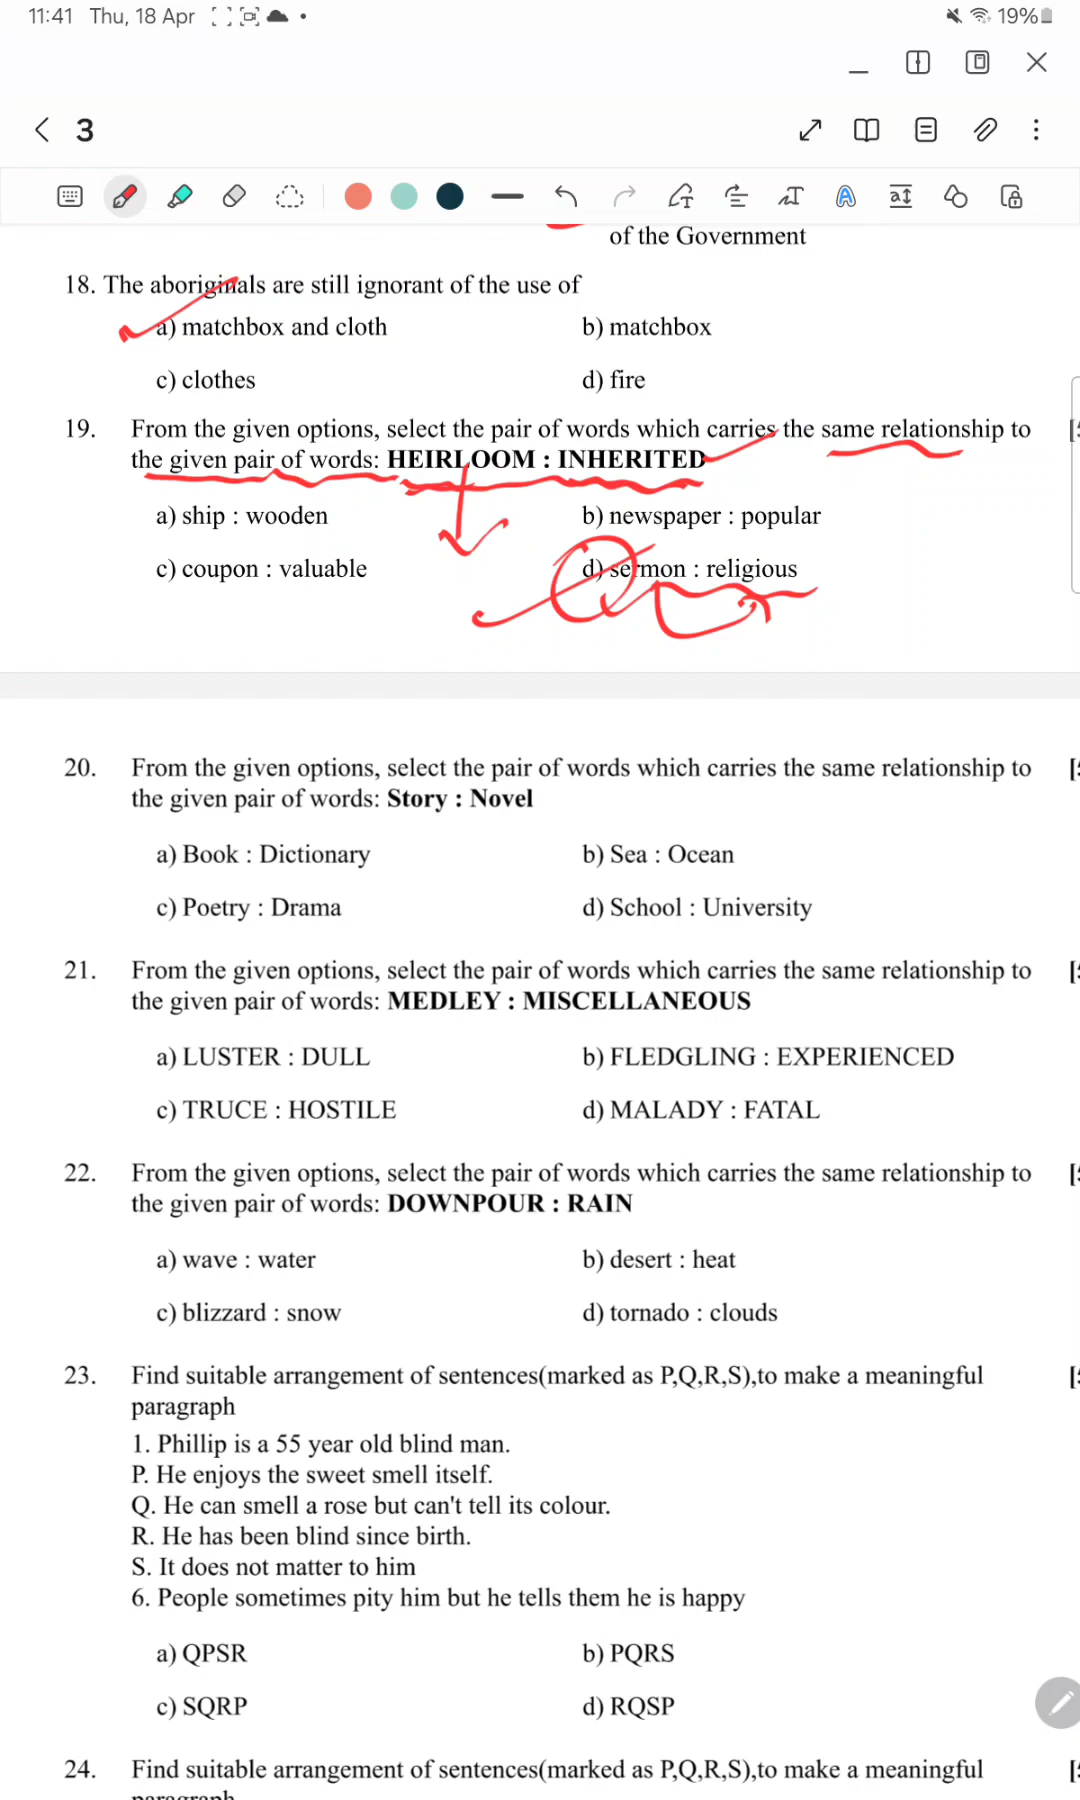 11:41 Thu, 18 Apr
19%
3
of the Government
18. The aboriginals are still ignorant of the use of
a) matchbox and cloth
b) matchbox
c) clothes
d) fire
19. From the given options, select the pair of words which carries the same relationship to
the given pair of words: HEIRLOOM : INHERITED
a) ship : wooden
b) newspaper : popular
c) coupon : valuable
d) sermon : religious
20. From the given options, select the pair of words which carries the same relationship to
the given pair of words: Story : Novel
a) Book : Dictionary
b) Sea : Ocean
c) Poetry : Drama
d) School : University
21. From the given options, select the pair of words which carries the same relationship to
the given pair of words: MEDLEY : MISCELLANEOUS
a) LUSTER : DULL
b) FLEDGLING : EXPERIENCED
c) TRUCE : HOSTILE
d) MALADY : FATAL
22. From the given options, select the pair of words which carries the same relationship to
the given pair of words: DOWNPOUR : RAIN
a) wave : water
b) desert : heat
c) blizzard : snow
d) tornado : clouds
23. Find suitable arrangement of sentences(marked as P,Q,R,S),to make a meaningful
paragraph
1. Phillip is a 55 year old blind man.
P. He enjoys the sweet smell itself.
Q. He can smell a rose but can't tell its colour.
R. He has been blind since birth.
S. It does not matter to him
6. People sometimes pity him but he tells them he is happy
a) QPSR
b) PQRS
c) SQRP
d) RQSP
24. Find suitable arrangement of sentences(marked as P,Q,R,S),to make a meaningful